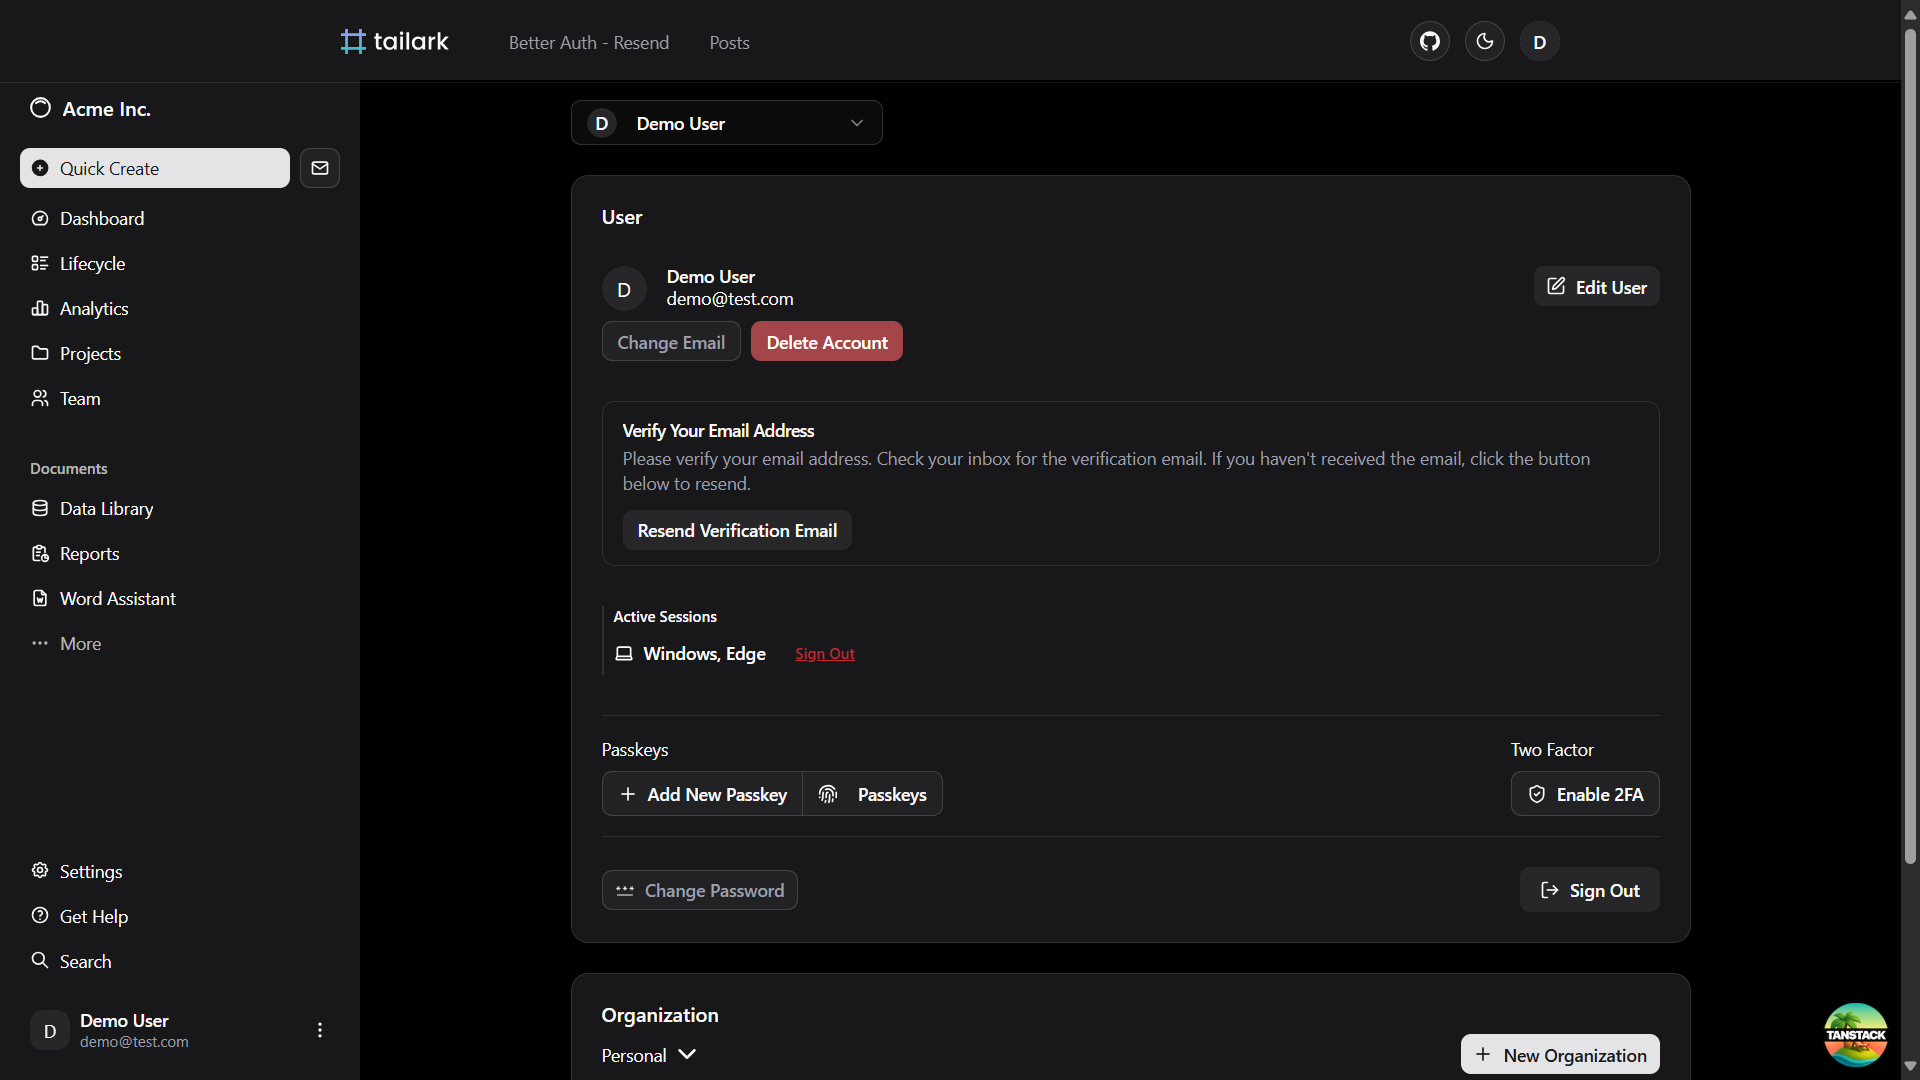 tailark
Better Auth - Resend
Posts
D
Acme Inc.
Quick Create
Dashboard
Lifecycle
Analytics
Projects
Team
Documents
Data Library
Reports
Word Assistant
More
Settings
Get Help
Search
D
Demo User
demo@test.com
D
Demo User
User
D
Demo User
demo@test.com
Edit User
Change Email
Delete Account
Verify Your Email Address
Please verify your email address. Check your inbox for the verification email. If you haven't received the email, click the button
below to resend.
Resend Verification Email
Active Sessions
Windows, Edge
Sign Out
Passkeys
Two Factor
Add New Passkey
Passkeys
Enable 2FA
Change Password
Sign Out
Organization
Personal
New Organization
TANSTACK